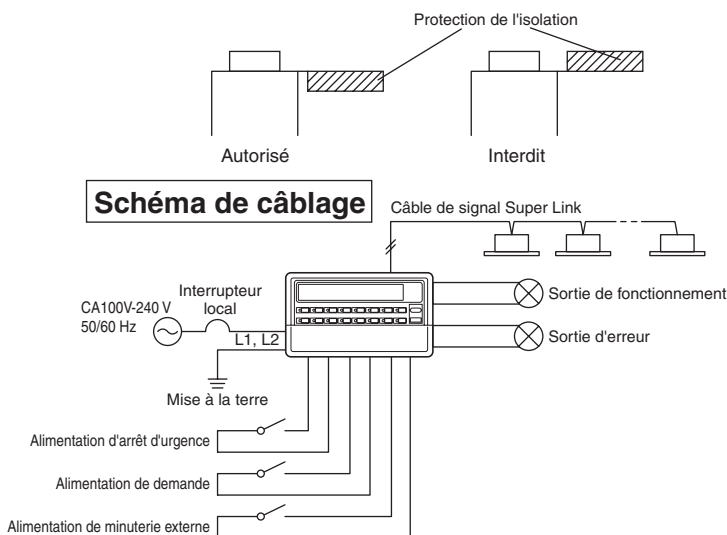 Protection de l'isolation
Autorisé
Interdit
Schéma de câblage
Câble de signal Super Link
CA100V-240 V
50/60 Hz
Interrupteur
local
L1, L2
Mise à la terre
Sortie de fonctionnement
Sortie d'erreur
Alimentation d'arrêt d'urgence
Alimentation de demande
Alimentation de minuterie externe